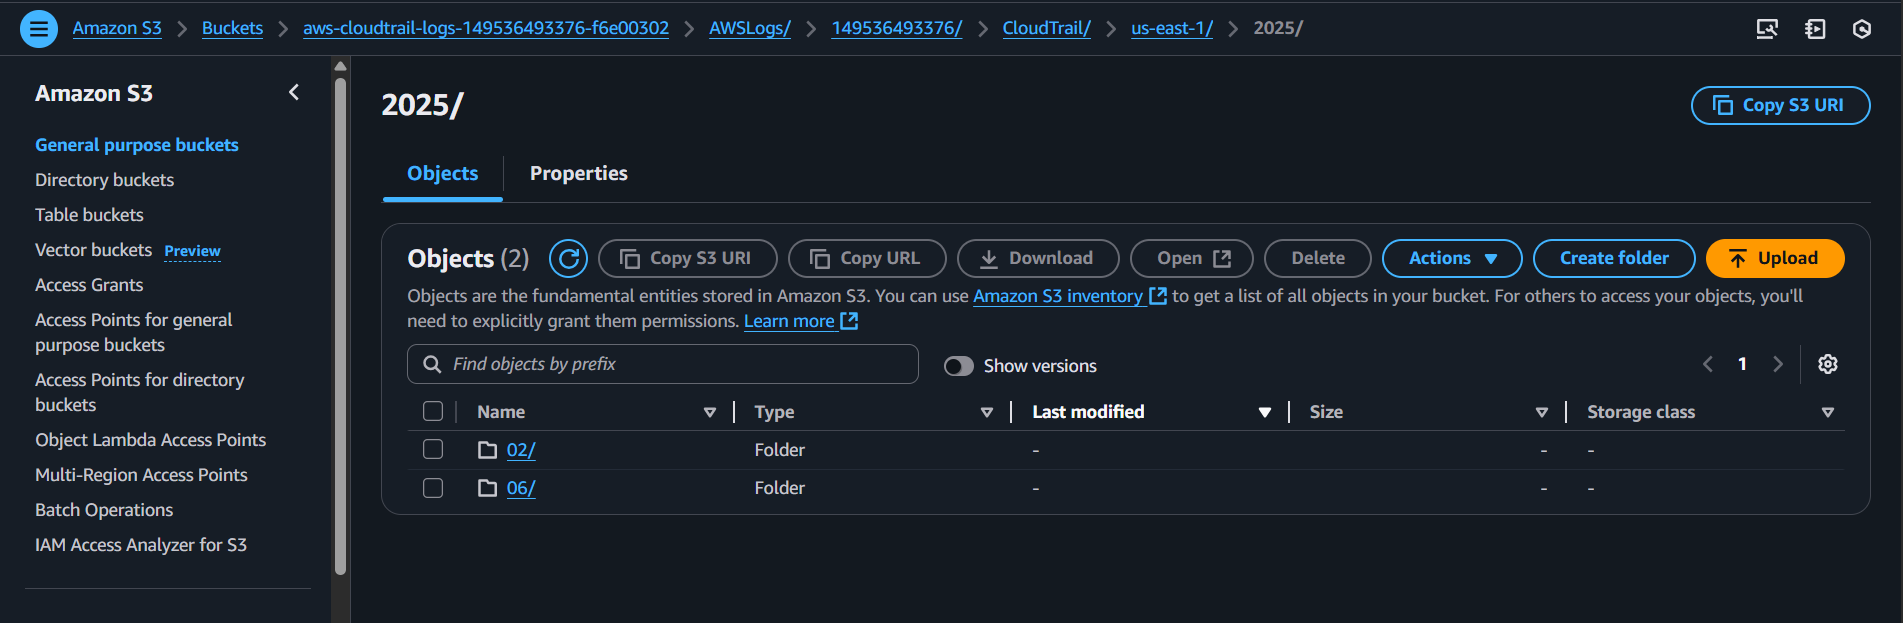 Amazon S3 > Buckets > aws-cloudtrail-logs-149536493376-f6e00302 > AWSLogs/ > 149536493376/ > CloudTrail/ > us-east-1/ > 2025/
Amazon S3
General purpose buckets
Directory buckets
Table buckets
Vector buckets Preview
Access Grants
Access Points for general
purpose buckets
Access Points for directory
buckets
Object Lambda Access Points
Multi-Region Access Points
Batch Operations
IAM Access Analyzer for S3
2025/
Copy S3 URI
Objects Properties
Objects (2) Copy S3 URI Copy URL Download Open Delete Actions Create folder Upload
Objects are the fundamental entities stored in Amazon S3. You can use Amazon S3 inventory to get a list of all objects in your bucket. For others to access your objects, you'll
need to explicitly grant them permissions. Learn more
Find objects by prefix Show versions 1
Name Type Last modified Size Storage class
02/ Folder - - -
06/ Folder - - -